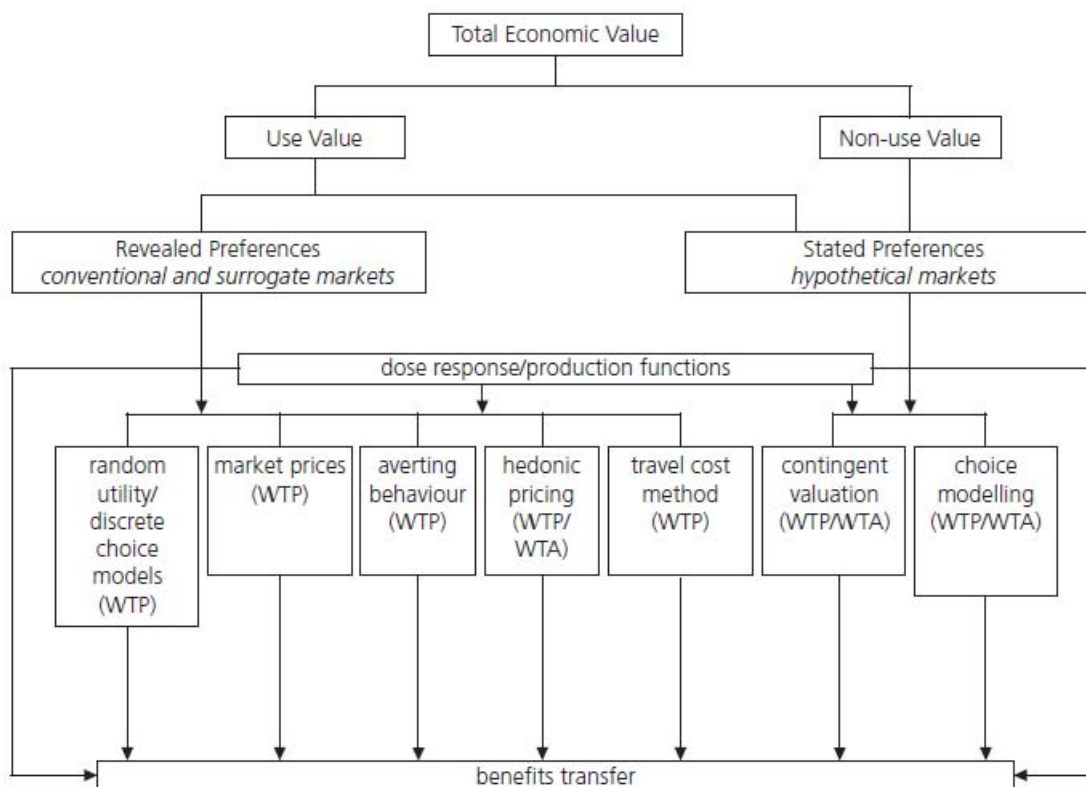 Total Economic Value
Use Value
Non-use Value
Revealed Preferences
conventional and surrogate markets
Stated Preferences
hypothetical markets
dose response/production functions
random
utility/
discrete
choice
models
(WTP)
market prices
(WTP)
averting
behaviour
(WTP)
hedonic
pricing
(WTP/
WTA)
travel cost
method
(WTP)
contingent
valuation
(WTP/WTA)
choice
modelling
(WTP/WTA)
benefits transfer